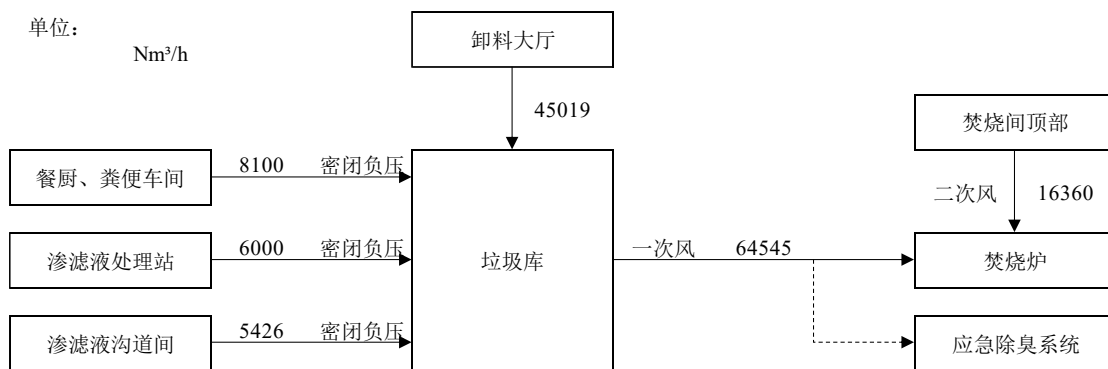 单位：
Nm³/h
卸料大厅
45019
焚烧间顶部
二次风 16360
餐厨、粪便车间
8100 密闭负压
渗滤液处理站
6000 密闭负压
垃圾库
一次风 64545
焚烧炉
渗滤液沟道间
5426 密闭负压
应急除臭系统